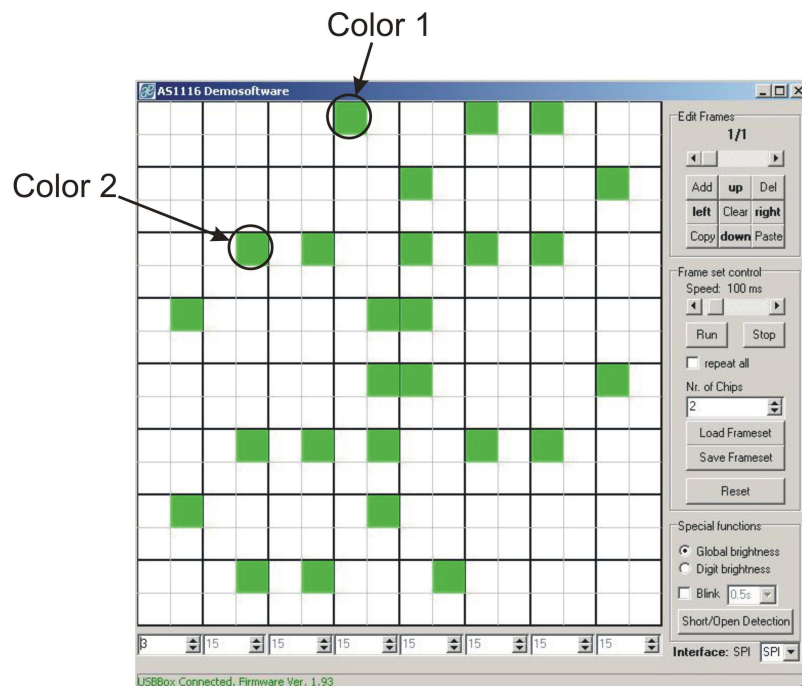 Color 1
AS1116 Demosoftware
Color 2
Edit Frames
1/1
Add up Del
left Clear right
Copy down Paste
Frame set control
Speed: 100 ms
Run Stop
repeat all
Nr. of Chips
2
Load Frameset
Save Frameset
Reset
Special functions
Global brightness
Digit brightness
Blink 0.5s
Short/Open Detection
3 15 15 15 15 15 15 15
Interface: SPI SPI
USBBox Connected. Firmware Ver. 1.93